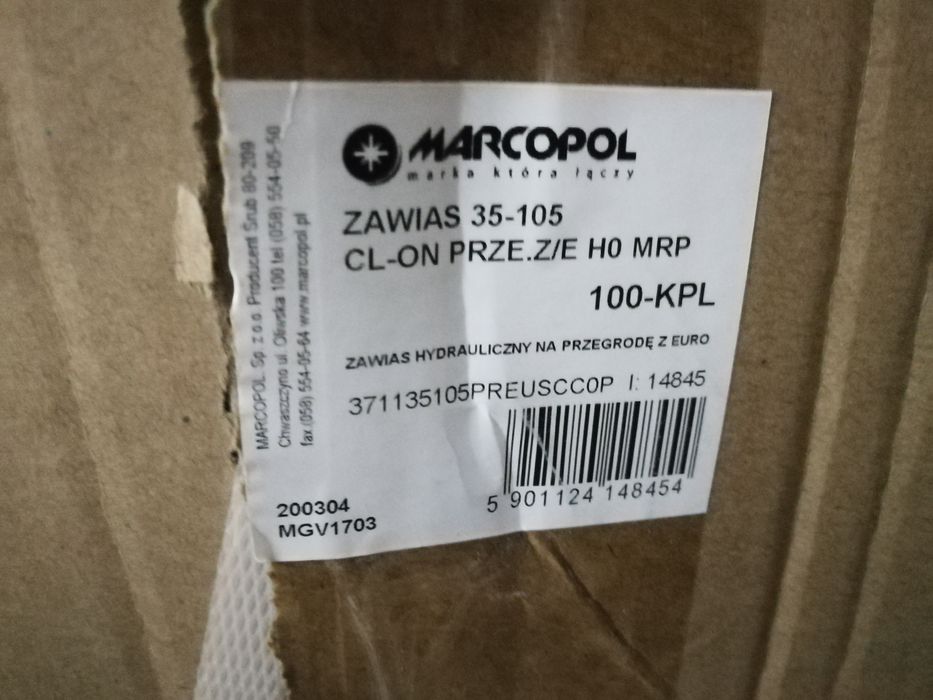 MARCOPOL
marka która łączy
ZAWIAS 35-105
CL-ON PRZE.Z/E H0 MRP
100-KPL
ZAWIAS HYDRAULICZNY NA PRZEGRODĘ Z EURO
371135105PREUSCC0P I: 14845
5 901124 148454
200304
MGV1703
MARCOPOL Sp. z o.o. Producent Śrub 80-209
Chwaszczyno ul. Oliwska 100 tel (058) 554-05-50
fax (058) 554-05-64 www.marcopol.pl